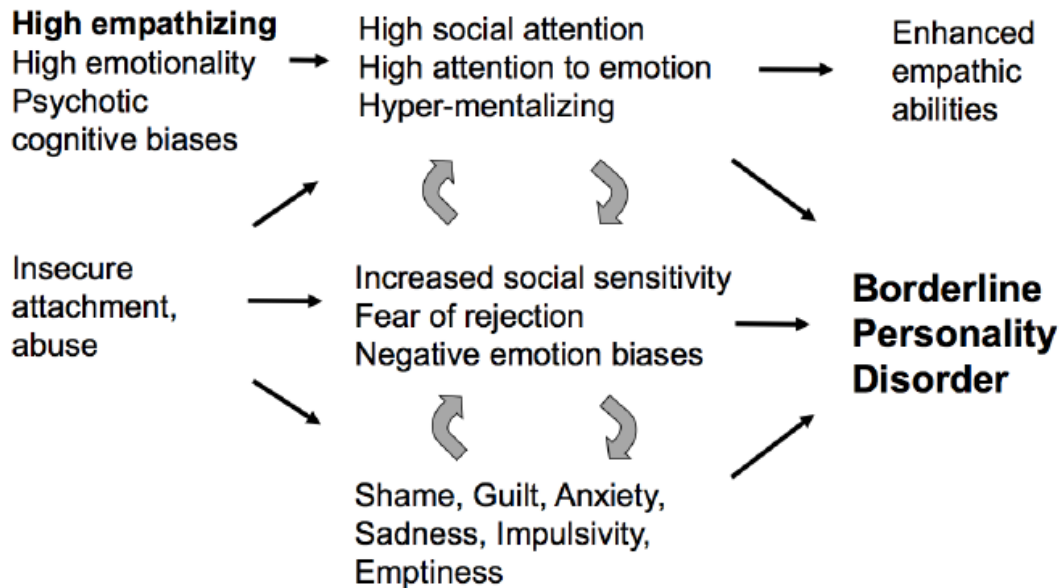 High empathizing
High emotionality
Psychotic
cognitive biases
High social attention
High attention to emotion
Hyper-mentalizing
Enhanced
empathic
abilities
Insecure
attachment,
abuse
Increased social sensitivity
Fear of rejection
Negative emotion biases
Borderline
Personality
Disorder
Shame, Guilt, Anxiety,
Sadness, Impulsivity,
Emptiness